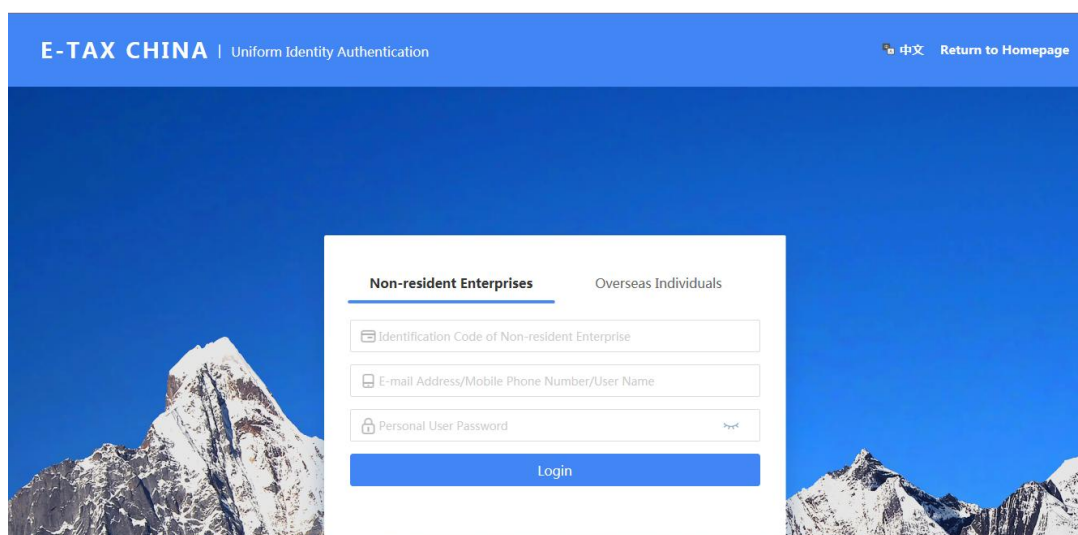 E-TAX CHINA | Uniform Identity Authentication
中文 Return to Homepage
Non-resident Enterprises Overseas Individuals
Identification Code of Non-resident Enterprise
E-mail Address/Mobile Phone Number/User Name
Personal User Password
Login